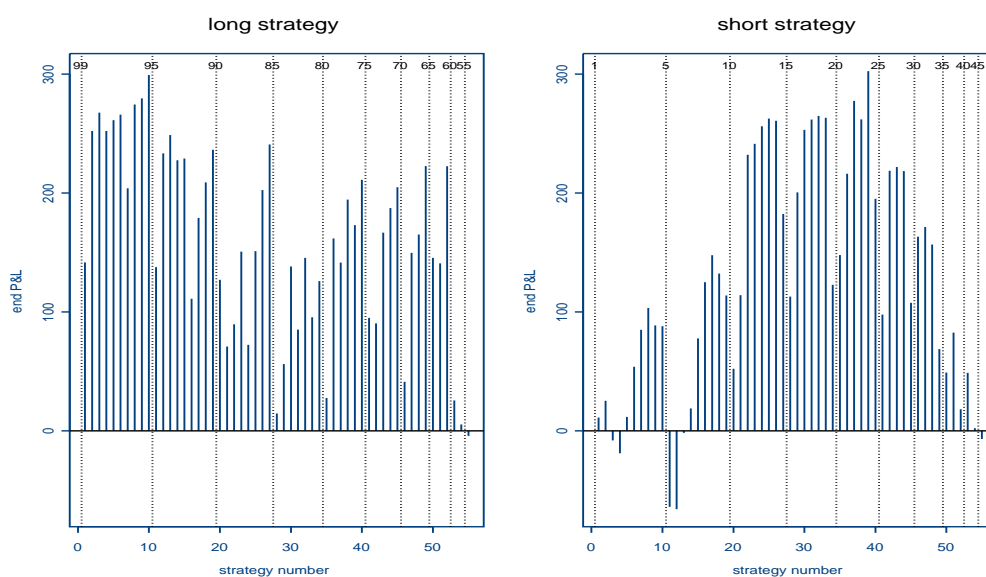 long strategy
99 95 90 85 80 75 70 65 60 55
300
200
100
0
end P&L
0 10 20 30 40 50
strategy number
short strategy
1 5 10 15 20 25 30 35 40 45
300
200
100
0
end P&L
0 10 20 30 40 50
strategy number